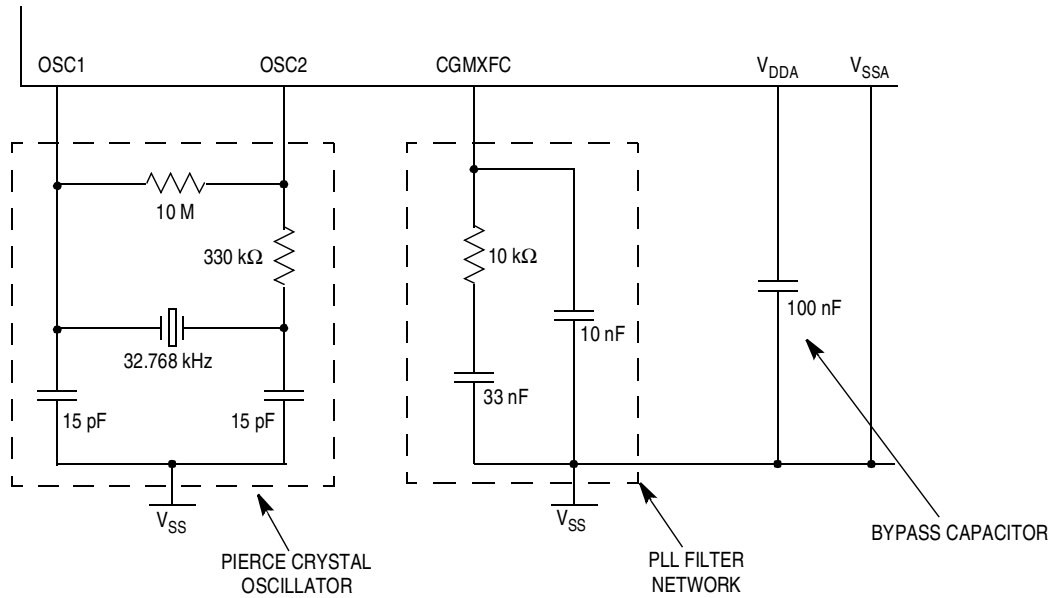 OSC1
OSC2
CGMXFC
VDDA
VSSA
10 M
330 kΩ
10 kΩ
100 nF
10 nF
32.768 kHz
33 nF
15 pF
15 pF
VSS
VSS
BYPASS CAPACITOR
PIERCE CRYSTAL
OSCILLATOR
PLL FILTER
NETWORK